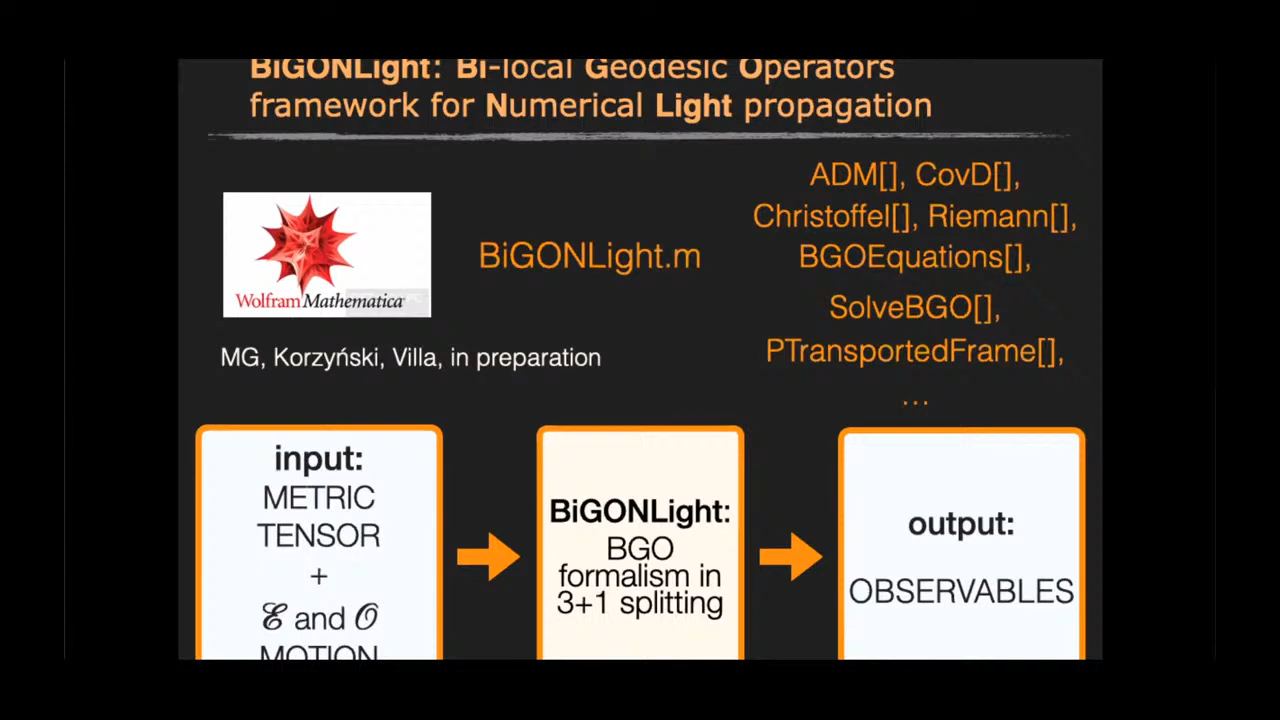 BiGONLight: Bi-local Geodesic Operators
framework for Numerical Light propagation
ADM[], CovD[],
Christoffel[], Riemann[],
BGOEquations[],
SolveBGO[],
PTransportedFrame[],
...
BiGONLight.m
Wolfram Mathematica
MG, Korzyński, Villa, in preparation
input:
METRIC
TENSOR
+
ℰ and 𝒪
MOTION
BiGONLight:
BGO
formalism in
3+1 splitting
output:
OBSERVABLES